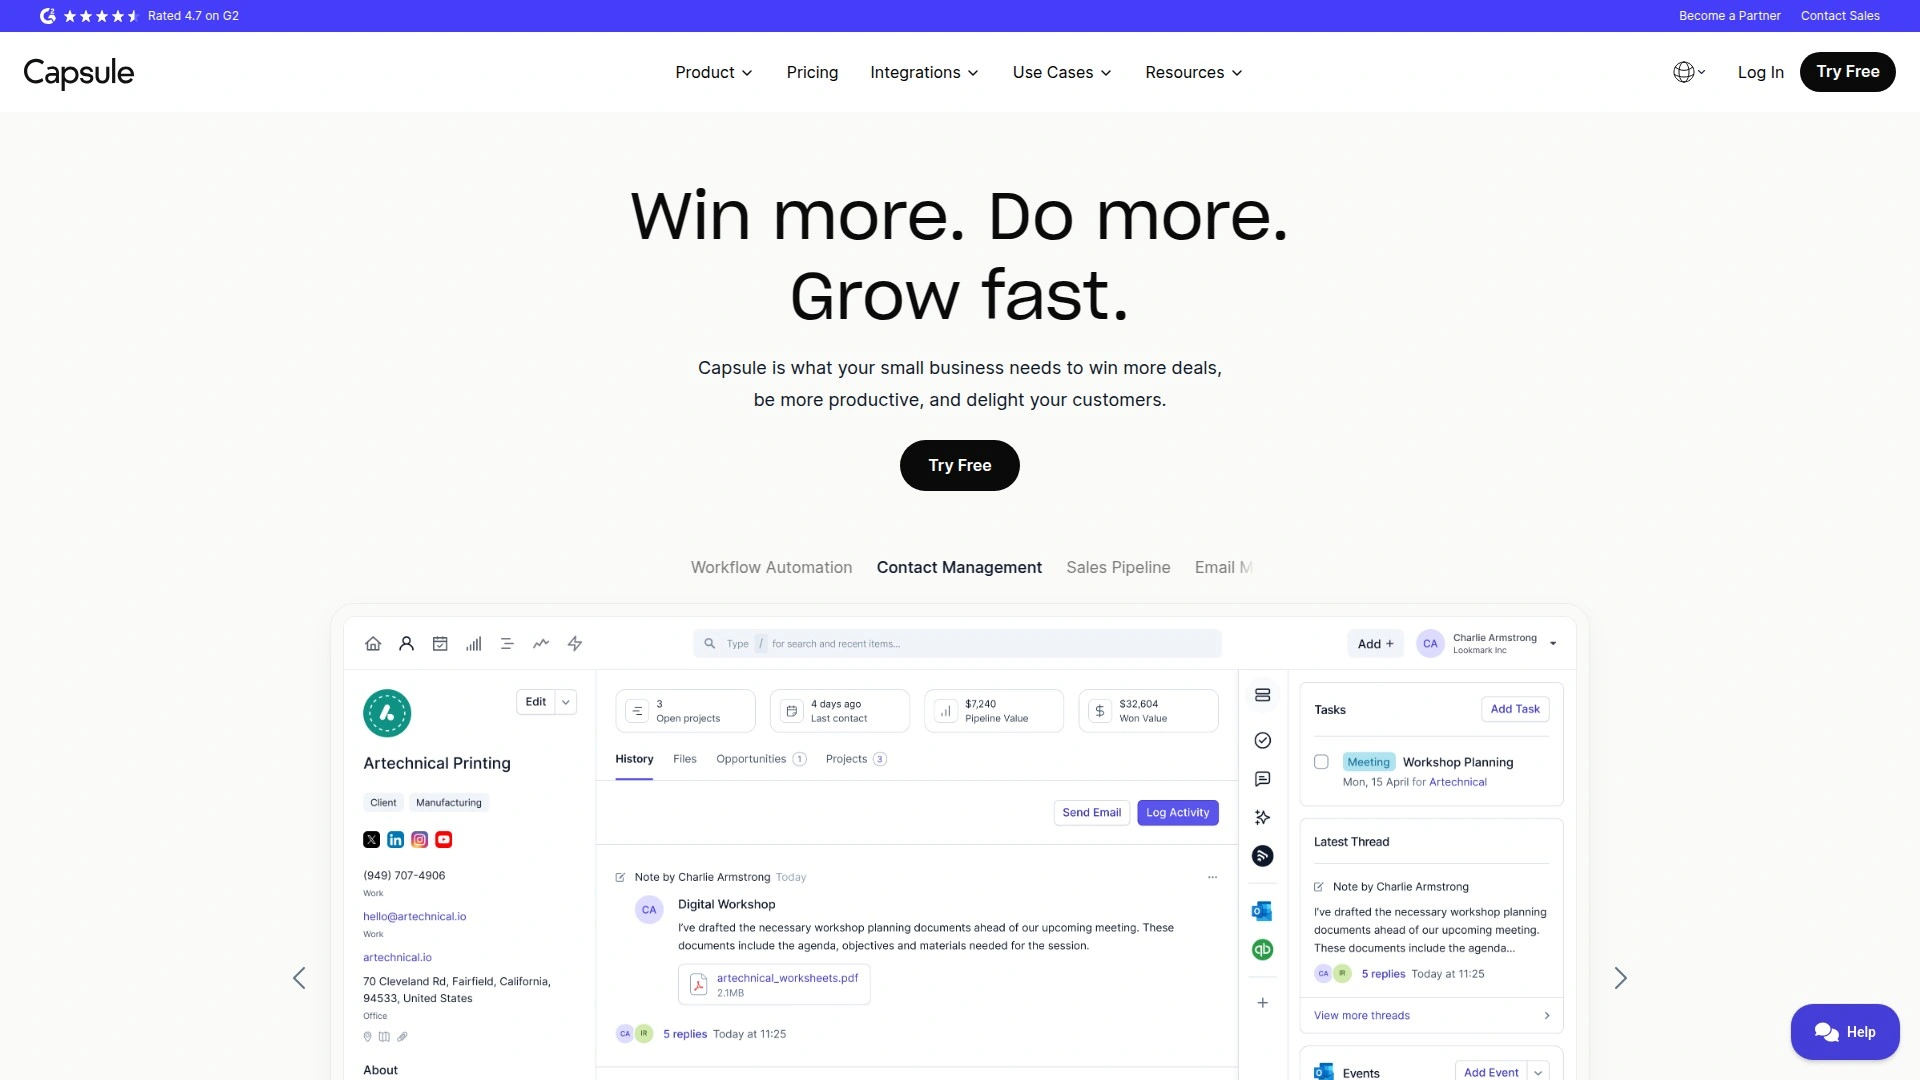 Rated 4.7 on G2
Become a Partner
Contact Sales
Capsule
Product
Pricing
Integrations
Use Cases
Resources
Log In
Try Free
Win more. Do more.
Grow fast.
Capsule is what your small business needs to win more deals,
be more productive, and delight your customers.
Try Free
Workflow Automation
Contact Management
Sales Pipeline
Email M
Type / for search and recent items...
Add +
CA
Charlie Armstrong
Lookmark Inc
Edit
Artechnical Printing
Client
Manufacturing
(949) 707-4906
Work
hello@artechnical.io
Work
artechnical.io
70 Cleveland Rd, Fairfield, California,
94533, United States
Office
About
3
Open projects
4 days ago
Last contact
$7,240
Pipeline Value
$32,604
Won Value
History
Files
Opportunities 1
Projects 3
Send Email
Log Activity
Note by Charlie Armstrong Today
CA
Digital Workshop
I've drafted the necessary workshop planning documents ahead of our upcoming meeting. These
documents include the agenda, objectives and materials needed for the session.
artechnical_worksheets.pdf
2.1MB
CA IR 5 replies Today at 11:25
qb
Tasks
Add Task
Meeting Workshop Planning
Mon, 15 April for Artechnical
Latest Thread
Note by Charlie Armstrong
I've drafted the necessary workshop planning
documents ahead of our upcoming meeting.
These documents include the agenda...
CA IR 5 replies Today at 11:25
View more threads
Events
Add Event
Help